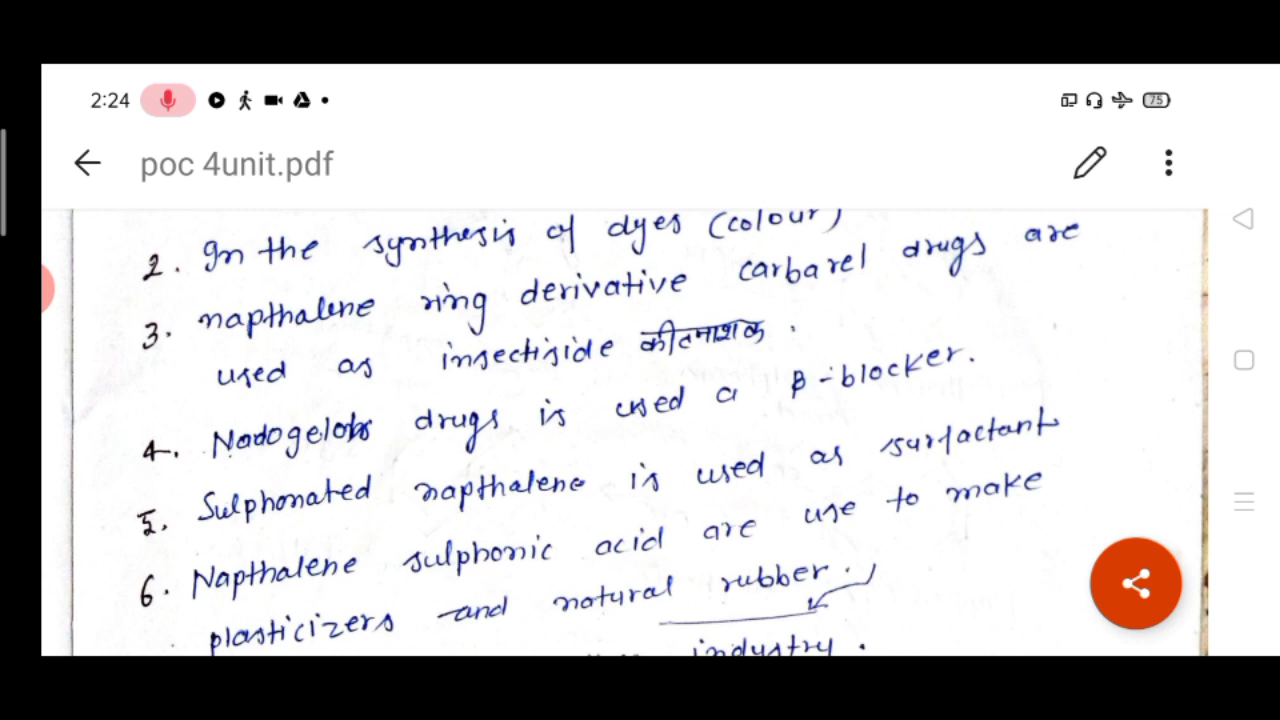 2:24
75
poc 4unit.pdf
2. In the synthesis of dyes (colour)
3. napthalene ring derivative carbarel drugs are
used as insectiside कीटनाशक .
4. drugs is used a β-blocker.
5. Sulphonated napthalene is used as surfactant
6. Napthalene sulphonic acid are use to make
plasticizers and natural rubber.
industry.